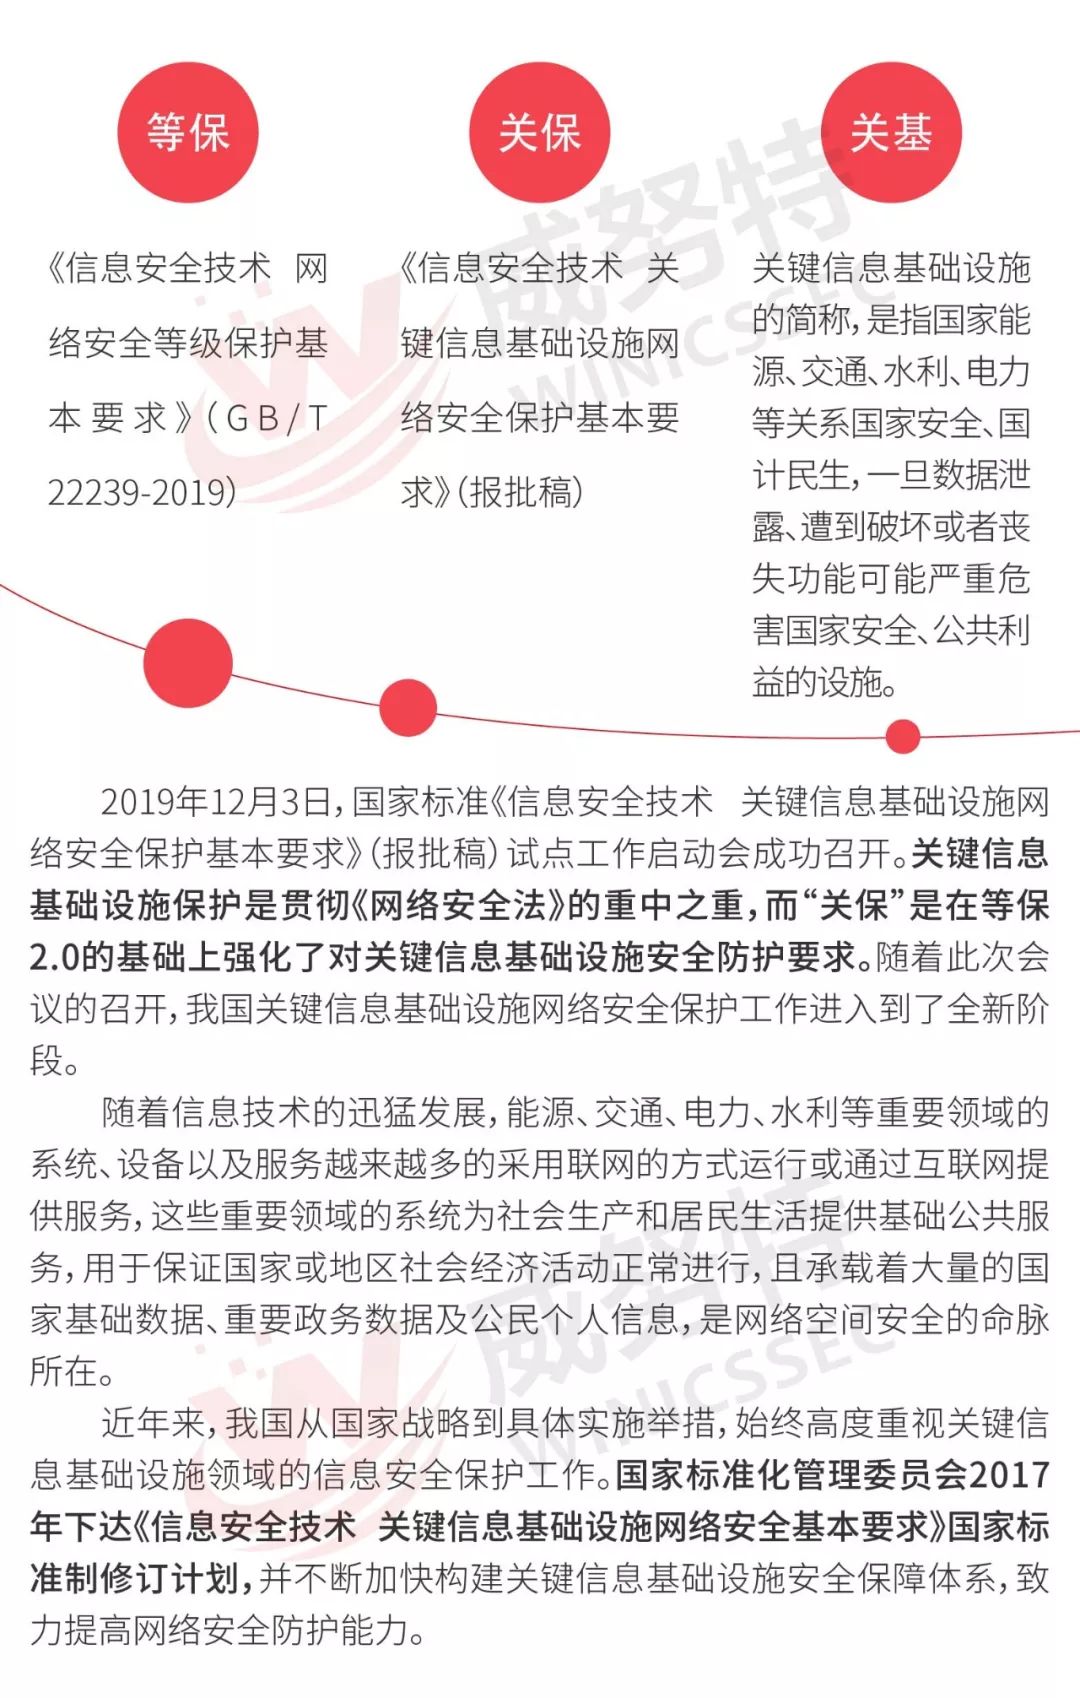 等保
《信息安全技术 网
络安全等级保护基
本要求》（GB/T
22239-2019）
关保
《信息安全技术 关
键信息基础设施网
络安全保护基本要
求》（报批稿）
关基
关键信息基础设施
的简称，是指国家能
源、交通、水利、电力
等关系国家安全、国
计民生，一旦数据泄
露、遭到破坏或者丧
失功能可能严重危
害国家安全、公共利
益的设施。
威努特
WINICSSEC
2019年12月3日，国家标准《信息安全技术 关键信息基础设施网
络安全保护基本要求》（报批稿）试点工作启动会成功召开。关键信息
基础设施保护是贯彻《网络安全法》的重中之重，而“关保”是在等保
2.0的基础上强化了对关键信息基础设施安全防护要求。随着此次会
议的召开，我国关键信息基础设施网络安全保护工作进入到了全新阶
段。
随着信息技术的迅猛发展，能源、交通、电力、水利等重要领域的
系统、设备以及服务越来越多的采用联网的方式运行或通过互联网提
供服务，这些重要领域的系统为社会生产和居民生活提供基础公共服
务，用于保证国家或地区社会经济活动正常进行，且承载着大量的国
家基础数据、重要政务数据及公民个人信息，是网络空间安全的命脉
所在。
威努特
WINICSSEC
近年来，我国从国家战略到具体实施举措，始终高度重视关键信
息基础设施领域的信息安全保护工作。国家标准化管理委员会2017
年下达《信息安全技术 关键信息基础设施网络安全基本要求》国家标
准制修订计划，并不断加快构建关键信息基础设施安全保障体系，致
力提高网络安全防护能力。